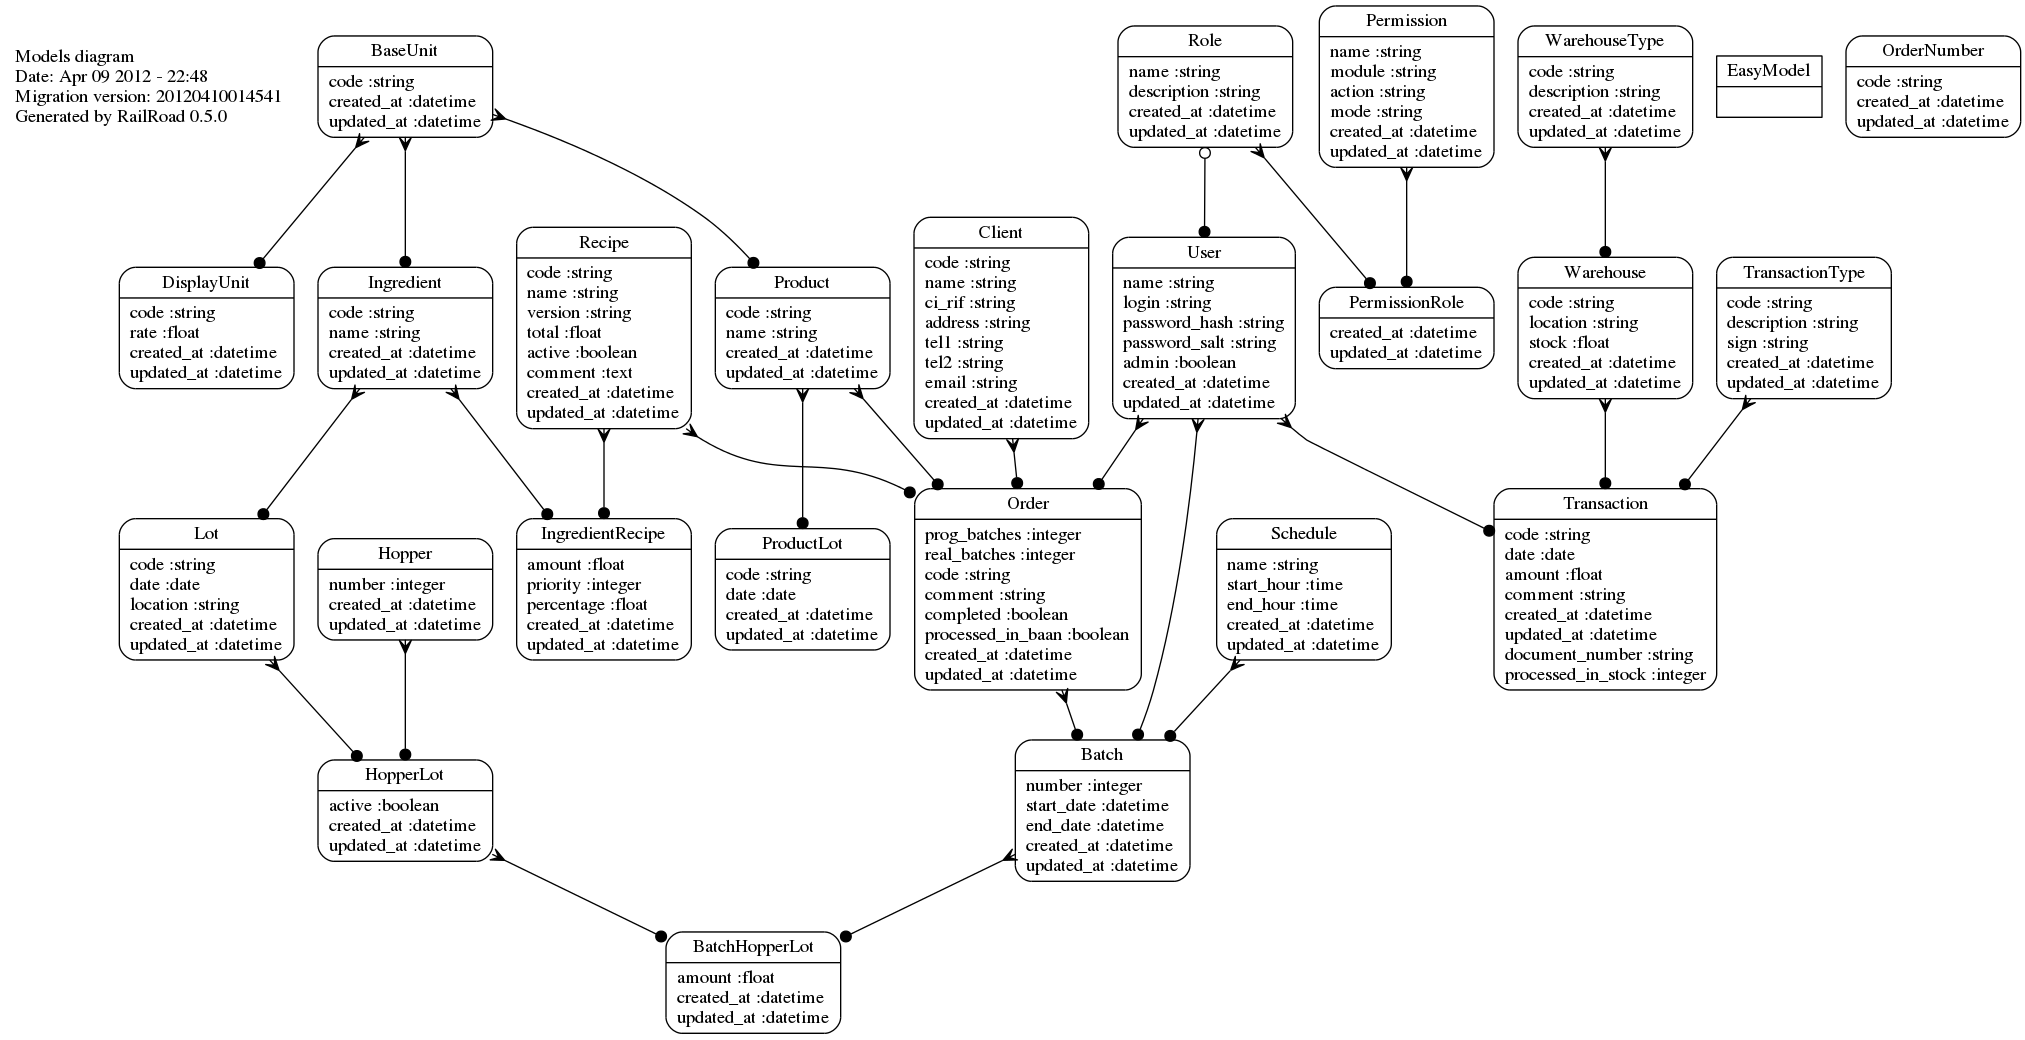 Models diagram
Date: Apr 09 2012 - 22:48
Migration version: 20120410014541
Generated by RailRoad 0.5.0
BaseUnit
code :string
created_at :datetime
updated_at :datetime
Role
name :string
description :string
created_at :datetime
updated_at :datetime
Permission
name :string
module :string
action :string
mode :string
created_at :datetime
updated_at :datetime
WarehouseType
code :string
description :string
created_at :datetime
updated_at :datetime
EasyModel
OrderNumber
code :string
created_at :datetime
updated_at :datetime
DisplayUnit
code :string
rate :float
created_at :datetime
updated_at :datetime
Ingredient
code :string
name :string
created_at :datetime
updated_at :datetime
Recipe
code :string
name :string
version :string
total :float
active :boolean
comment :text
created_at :datetime
updated_at :datetime
Product
code :string
name :string
created_at :datetime
updated_at :datetime
Client
code :string
name :string
ci_rif :string
address :string
tel1 :string
tel2 :string
email :string
created_at :datetime
updated_at :datetime
User
name :string
login :string
password_hash :string
password_salt :string
admin :boolean
created_at :datetime
updated_at :datetime
PermissionRole
created_at :datetime
updated_at :datetime
Warehouse
code :string
location :string
stock :float
created_at :datetime
updated_at :datetime
TransactionType
code :string
description :string
sign :string
created_at :datetime
updated_at :datetime
Lot
code :string
date :date
location :string
created_at :datetime
updated_at :datetime
Hopper
number :integer
created_at :datetime
updated_at :datetime
IngredientRecipe
amount :float
priority :integer
percentage :float
created_at :datetime
updated_at :datetime
ProductLot
code :string
date :date
created_at :datetime
updated_at :datetime
Order
prog_batches :integer
real_batches :integer
code :string
comment :string
completed :boolean
processed_in_baan :boolean
created_at :datetime
updated_at :datetime
Schedule
name :string
start_hour :time
end_hour :time
created_at :datetime
updated_at :datetime
Transaction
code :string
date :date
amount :float
comment :string
created_at :datetime
updated_at :datetime
document_number :string
processed_in_stock :integer
HopperLot
active :boolean
created_at :datetime
updated_at :datetime
Batch
number :integer
start_date :datetime
end_date :datetime
created_at :datetime
updated_at :datetime
BatchHopperLot
amount :float
created_at :datetime
updated_at :datetime